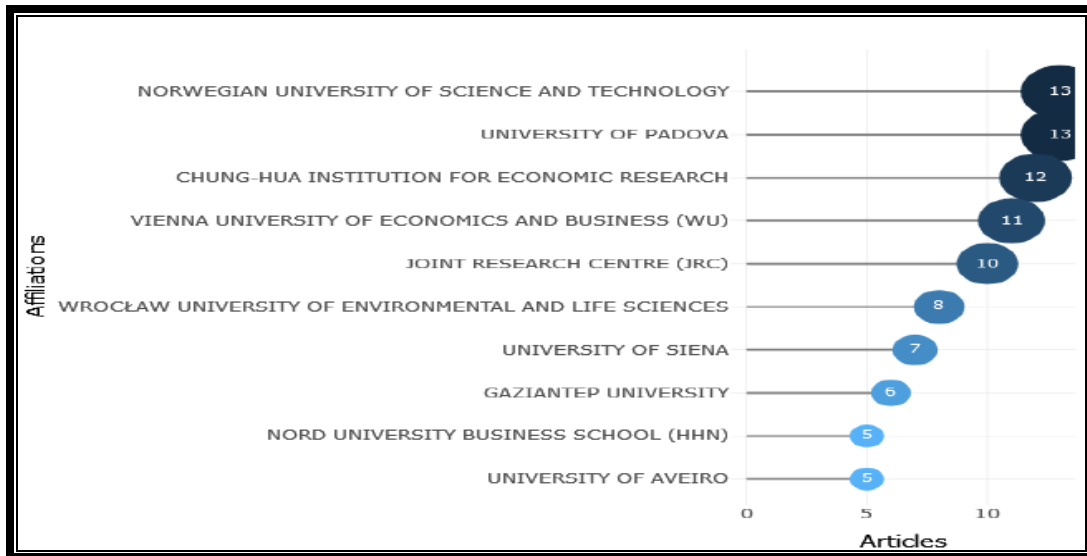 NORWEGIAN UNIVERSITY OF SCIENCE AND TECHNOLOGY 13
UNIVERSITY OF PADOVA 13
CHUNG-HUA INSTITUTION FOR ECONOMIC RESEARCH 12
VIENNA UNIVERSITY OF ECONOMICS AND BUSINESS (WU) 11
JOINT RESEARCH CENTRE (JRC) 10
Affiliations
WROCŁAW UNIVERSITY OF ENVIRONMENTAL AND LIFE SCIENCES 8
UNIVERSITY OF SIENA 7
GAZIANTEP UNIVERSITY 6
NORD UNIVERSITY BUSINESS SCHOOL (HHN) 5
UNIVERSITY OF AVEIRO 5
0 5 10
Articles